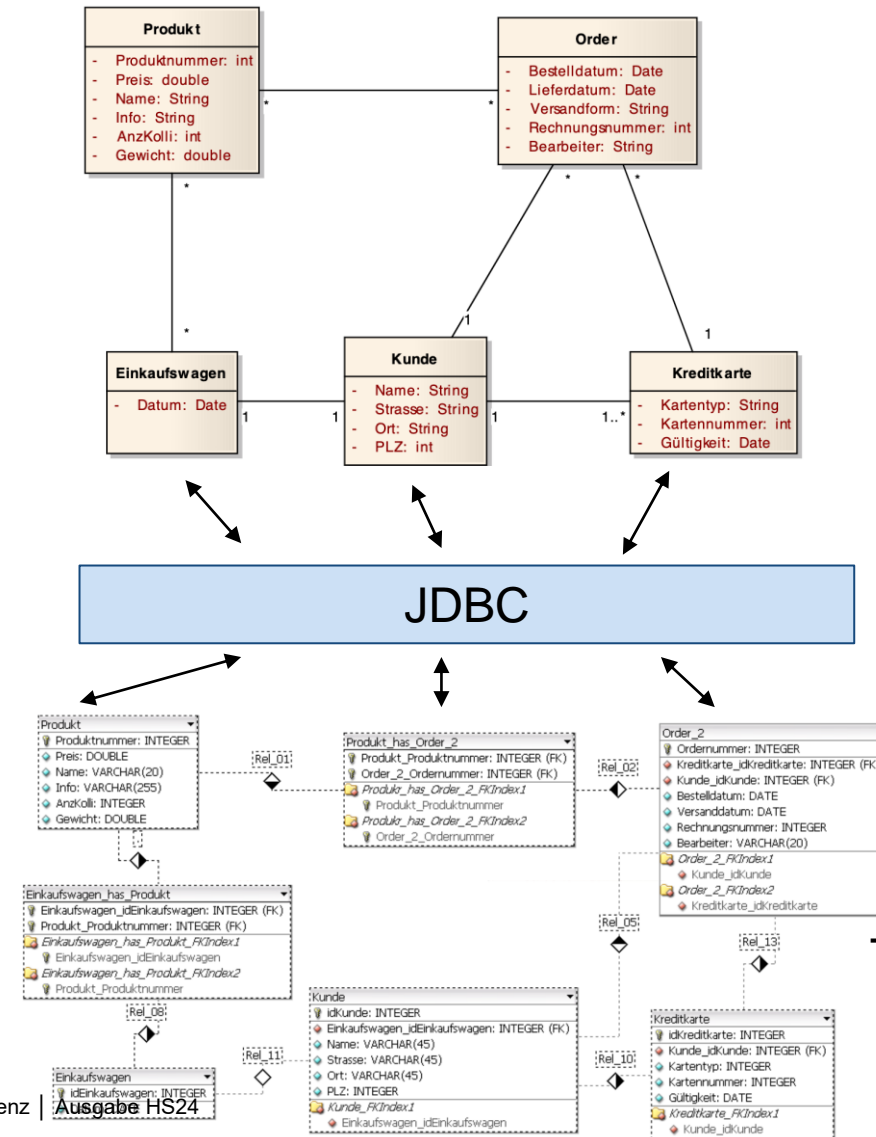 Produkt
- Produktnummer: int
- Preis: double
- Name: String
- Info: String
- AnzKolli: int
- Gewicht: double
Order
- Bestelldatum: Date
- Lieferdatum: Date
- Versandform: String
- Rechnungsnummer: int
- Bearbeiter: String
*
*
*
*
*
*
1
1
Einkaufswagen
- Datum: Date
1
1
Kunde
- Name: String
- Strasse: String
- Ort: String
- PLZ: int
1
1..*
Kreditkarte
- Kartentyp: String
- Kartennummer: int
- Gültigkeit: Date
JDBC
Produkt
Produktnummer: INTEGER
Preis: DOUBLE
Name: VARCHAR(20)
Info: VARCHAR(255)
AnzKolli: INTEGER
Gewicht: DOUBLE
Rel_01
Produkt_has_Order_2
Produkt_Produktnummer: INTEGER (FK)
Order_2_Ordernummer: INTEGER (FK)
Produkt_has_Order_2_FKIndex1
Produkt_Produktnummer
Produkt_has_Order_2_FKIndex2
Order_2_Ordernummer
Rel_02
Order_2
Ordernummer: INTEGER
Kreditkarte_idKreditkarte: INTEGER (FK)
Kunde_idKunde: INTEGER (FK)
Bestelldatum: DATE
Versanddatum: DATE
Rechnungsnummer: INTEGER
Bearbeiter: VARCHAR(20)
Order_2_FKIndex1
Kunde_idKunde
Order_2_FKIndex2
Kreditkarte_idKreditkarte
Einkaufswagen_has_Produkt
Einkaufswagen_idEinkaufswagen: INTEGER (FK)
Produkt_Produktnummer: INTEGER (FK)
Einkaufswagen_has_Produkt_FKIndex1
Einkaufswagen_idEinkaufswagen
Einkaufswagen_has_Produkt_FKIndex2
Produkt_Produktnummer
Rel_05
Rel_13
Rel_08
Rel_11
Kunde
idKunde: INTEGER
Einkaufswagen_idEinkaufswagen: INTEGER (FK)
Name: VARCHAR(45)
Strasse: VARCHAR(45)
Ort: VARCHAR(45)
PLZ: INTEGER
Kunde_FKIndex1
Einkaufswagen_idEinkaufswagen
Rel_10
Kreditkarte
idKreditkarte: INTEGER
Kunde_idKunde: INTEGER (FK)
Kartentyp: INTEGER
Kartennummer: INTEGER
Gültigkeit: DATE
Kreditkarte_FKIndex1
Kunde_idKunde
Einkaufswagen
idEinkaufswagen: INTEGER
enz | Ausgabe HS24